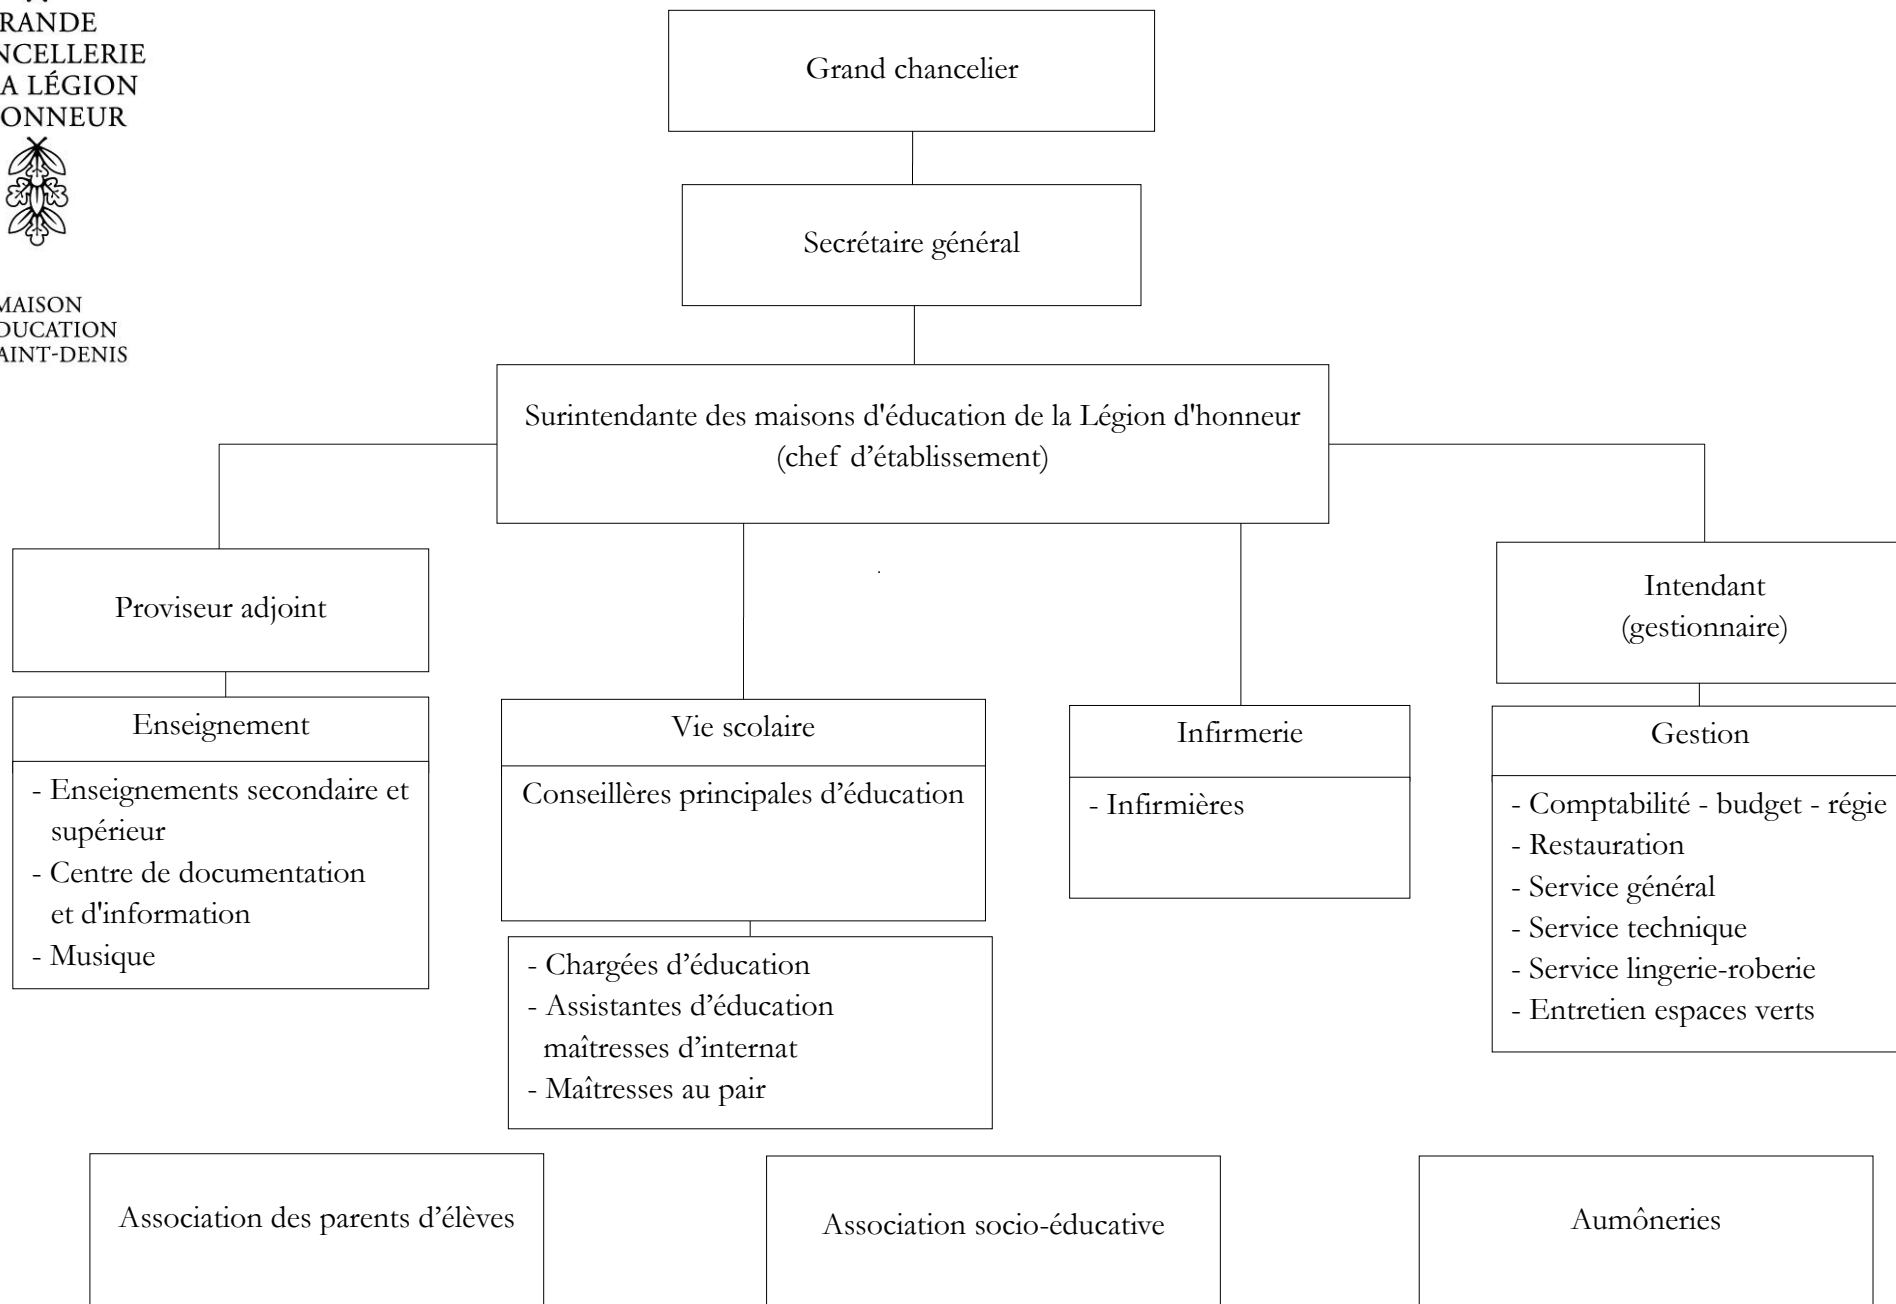 RANDE
NCELLERIE
A LÉGION
ONNEUR
MAISON
DUCATION
AINT-DENIS
Grand chancelier
Secrétaire général
Surintendante des maisons d'éducation de la Légion d'honneur
(chef d’établissement)
Proviseur adjoint
Intendant
(gestionnaire)
Enseignement
- Enseignements secondaire et
supérieur
- Centre de documentation
et d'information
- Musique
Vie scolaire
Conseillères principales d’éducation
- Chargées d’éducation
- Assistantes d’éducation
maîtresses d’internat
- Maîtresses au pair
Infirmerie
- Infirmières
Gestion
- Comptabilité - budget - régie
- Restauration
- Service général
- Service technique
- Service lingerie-roberie
- Entretien espaces verts
Association des parents d’élèves
Association socio-éducative
Aumôneries